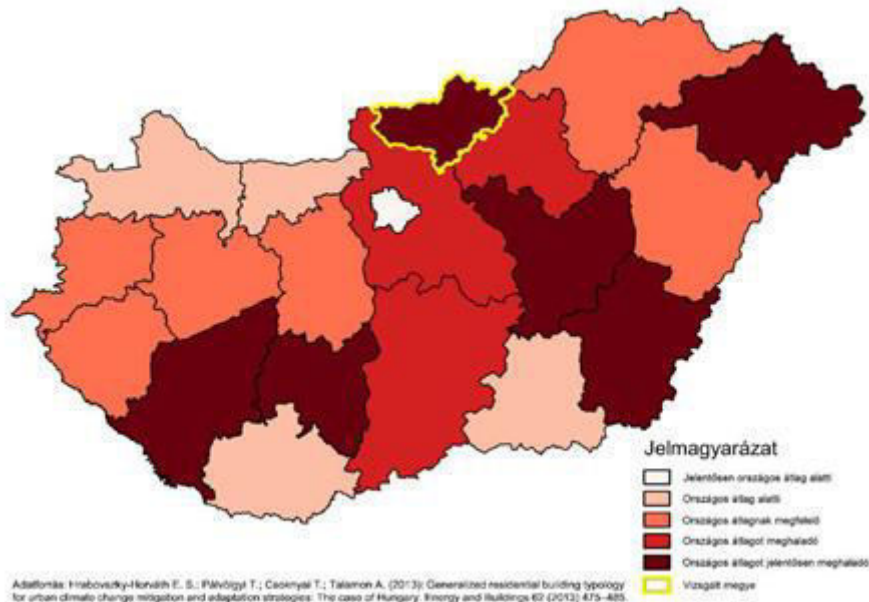 Jelmagyarázat
Jelentősen országos átlag alatti
Országos átlag alatti
Országos átlagnak megfelelő
Országos átlagot meghaladó
Országos átlagot jelentősen meghaladó
Vizsgált megye
Adatforrás: Hrabovszky-Horváth E. S.; Pálvölgyi T.; Csoknyai T.; Talamon A. (2013): Generalized residential building typology
for urban climate change mitigation and adaptation strategies: The case of Hungary. Energy and Buildings 62 (2013) 475–485.